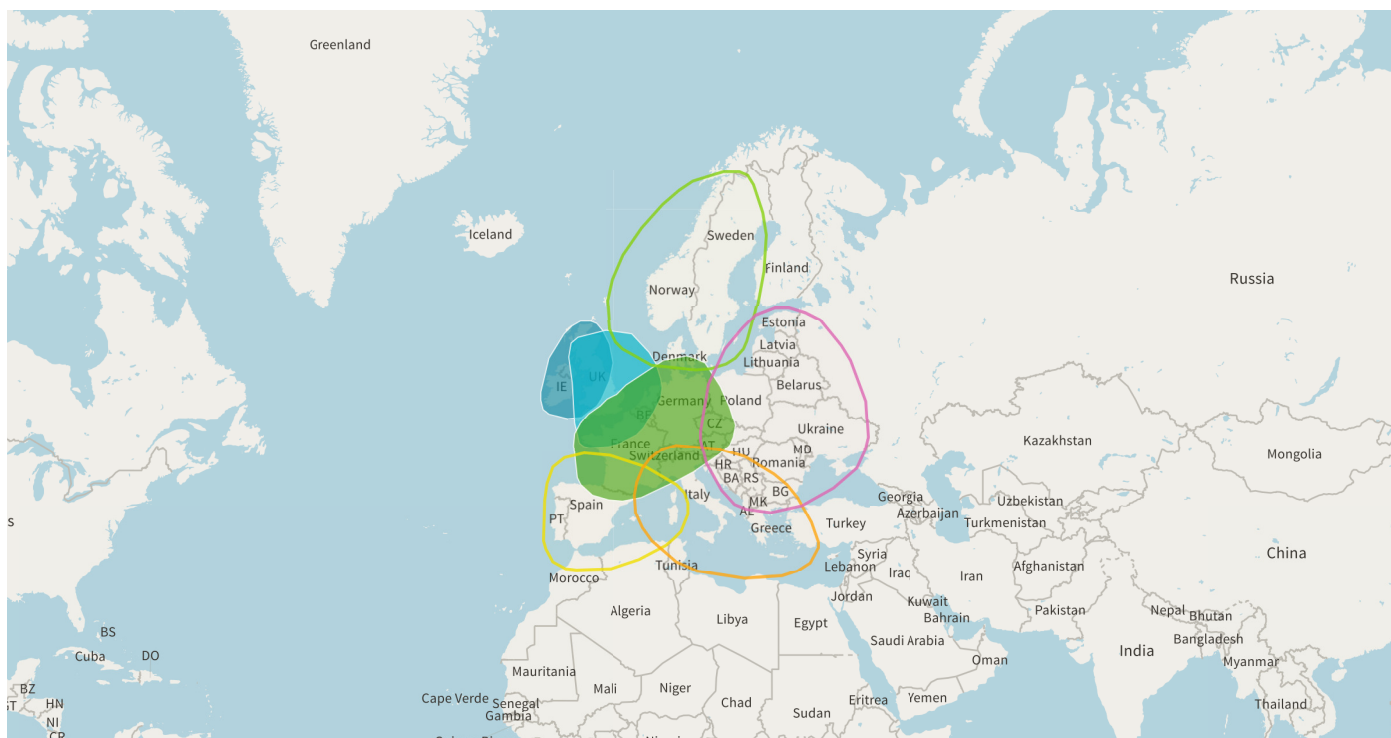 Greenland
Iceland
Sweden
Finland
Norway
Russia
Estonia
Latvia
Denmark
Lithuania
IE
UK
Belarus
Germany
Poland
BE
CZ
Ukraine
France
AT
HU
MD
Kazakhstan
Switzerland
HR
Romania
Mongolia
BA
RS
Italy
BG
Georgia
Uzbekistan
Spain
MK
AL
Azerbaijan
PT
Greece
Turkey
Turkmenistan
S
Syria
China
Tunisia
Lebanon
Iraq
Iran
Afghanistan
Morocco
Jordan
Kuwait
Pakistan
Nepal
Bhutan
Algeria
Libya
Egypt
Bahrain
BS
Saudi Arabia
Bangladesh
Cuba
DO
India
Oman
Myanmar
Mauritania
BZ
Mali
Niger
Chad
Cape Verde
Senegal
Eritrea
Yemen
HN
GT
Gambia
Sudan
Thailand
NI
CR